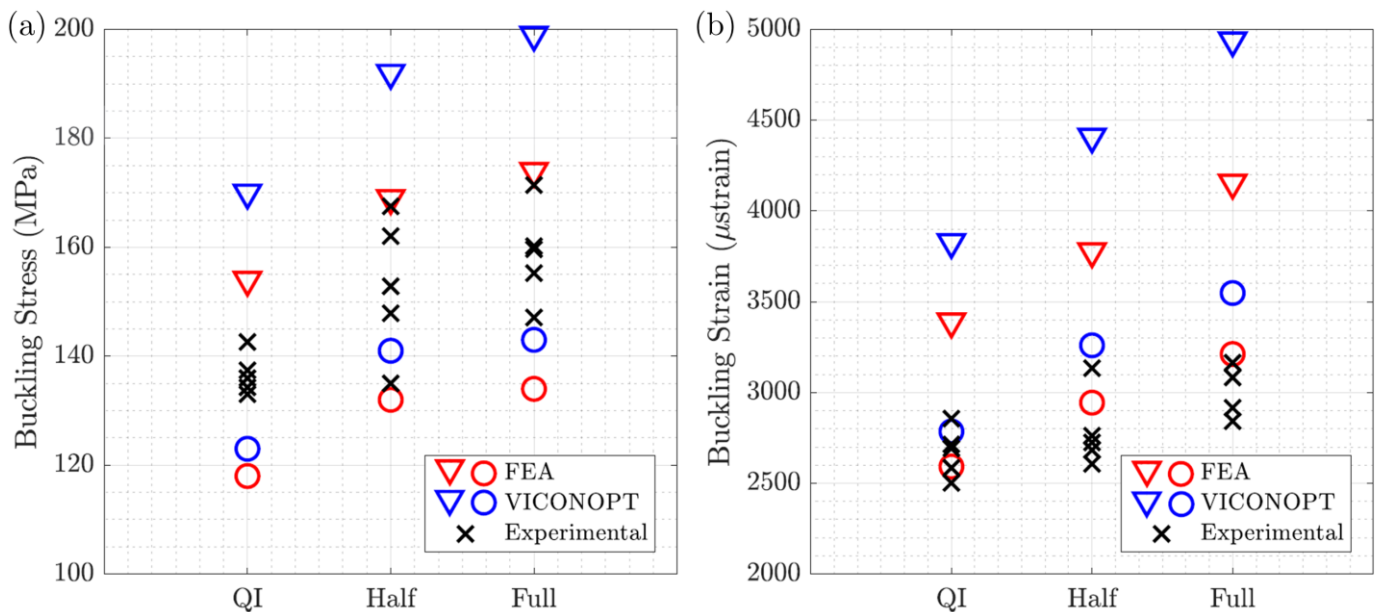 (a)
200
180
160
140
120
100
Buckling Stress (MPa)
QI Half Full
FEA
VICONOPT
Experimental
(b)
5000
4500
4000
3500
3000
2500
2000
Buckling Strain (μstrain)
QI Half Full
FEA
VICONOPT
Experimental